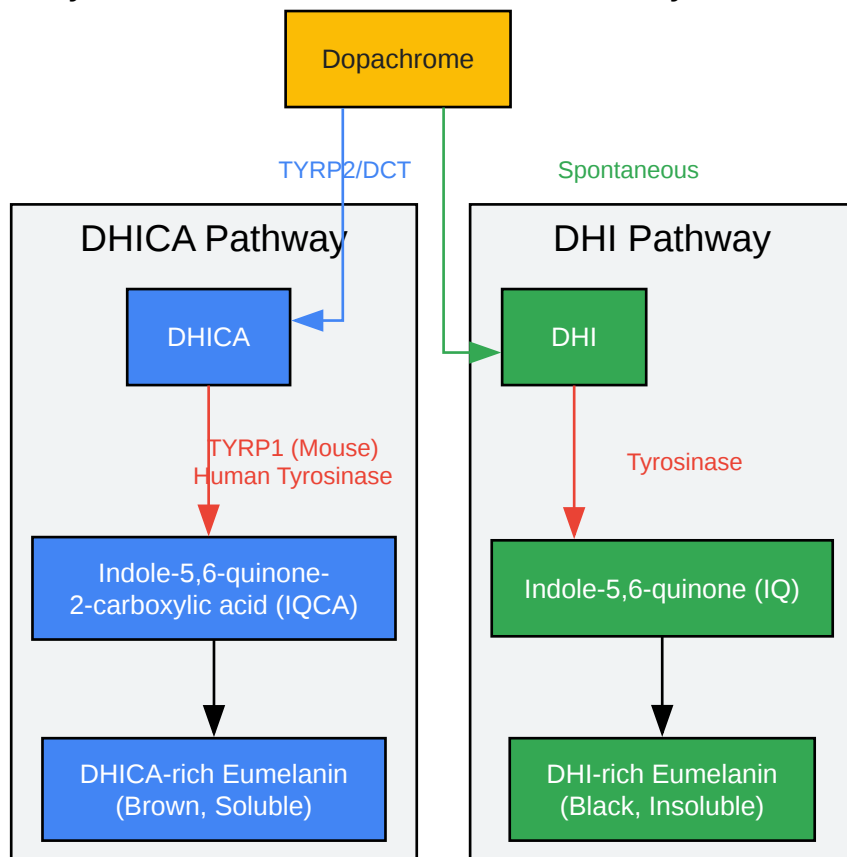 Dopachrome
TYRP2/DCT
Spontaneous
DHICA Pathway
DHI Pathway
DHICA
DHI
TYRP1 (Mouse)
Human Tyrosinase
Tyrosinase
Indole-5,6-quinone-
2-carboxylic acid (IQCA)
Indole-5,6-quinone (IQ)
DHICA-rich Eumelanin
(Brown, Soluble)
DHI-rich Eumelanin
(Black, Insoluble)